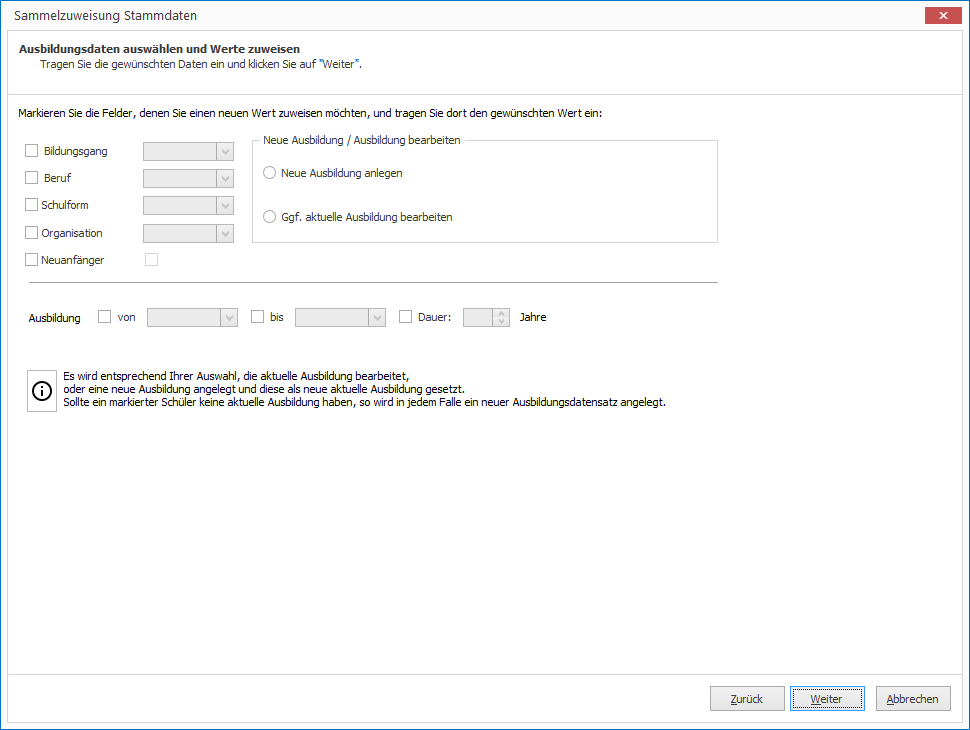 Sammelzuweisung Stammdaten
Ausbildungsdaten auswählen und Werte zuweisen
Tragen Sie die gewünschten Daten ein und klicken Sie auf "Weiter".
Markieren Sie die Felder, denen Sie einen neuen Wert zuweisen möchten, und tragen Sie dort den gewünschten Wert ein:
Bildungsgang
Beruf
Schulform
Organisation
Neuanfänger
Neue Ausbildung / Ausbildung bearbeiten
Neue Ausbildung anlegen
Ggf. aktuelle Ausbildung bearbeiten
Ausbildung von bis Dauer: Jahre
Es wird entsprechend Ihrer Auswahl, die aktuelle Ausbildung bearbeitet,
oder eine neue Ausbildung angelegt und diese als neue aktuelle Ausbildung gesetzt.
Sollte ein markierter Schüler keine aktuelle Ausbildung haben, so wird in jedem Falle ein neuer Ausbildungsdatensatz angelegt.
Zurück Weiter Abbrechen